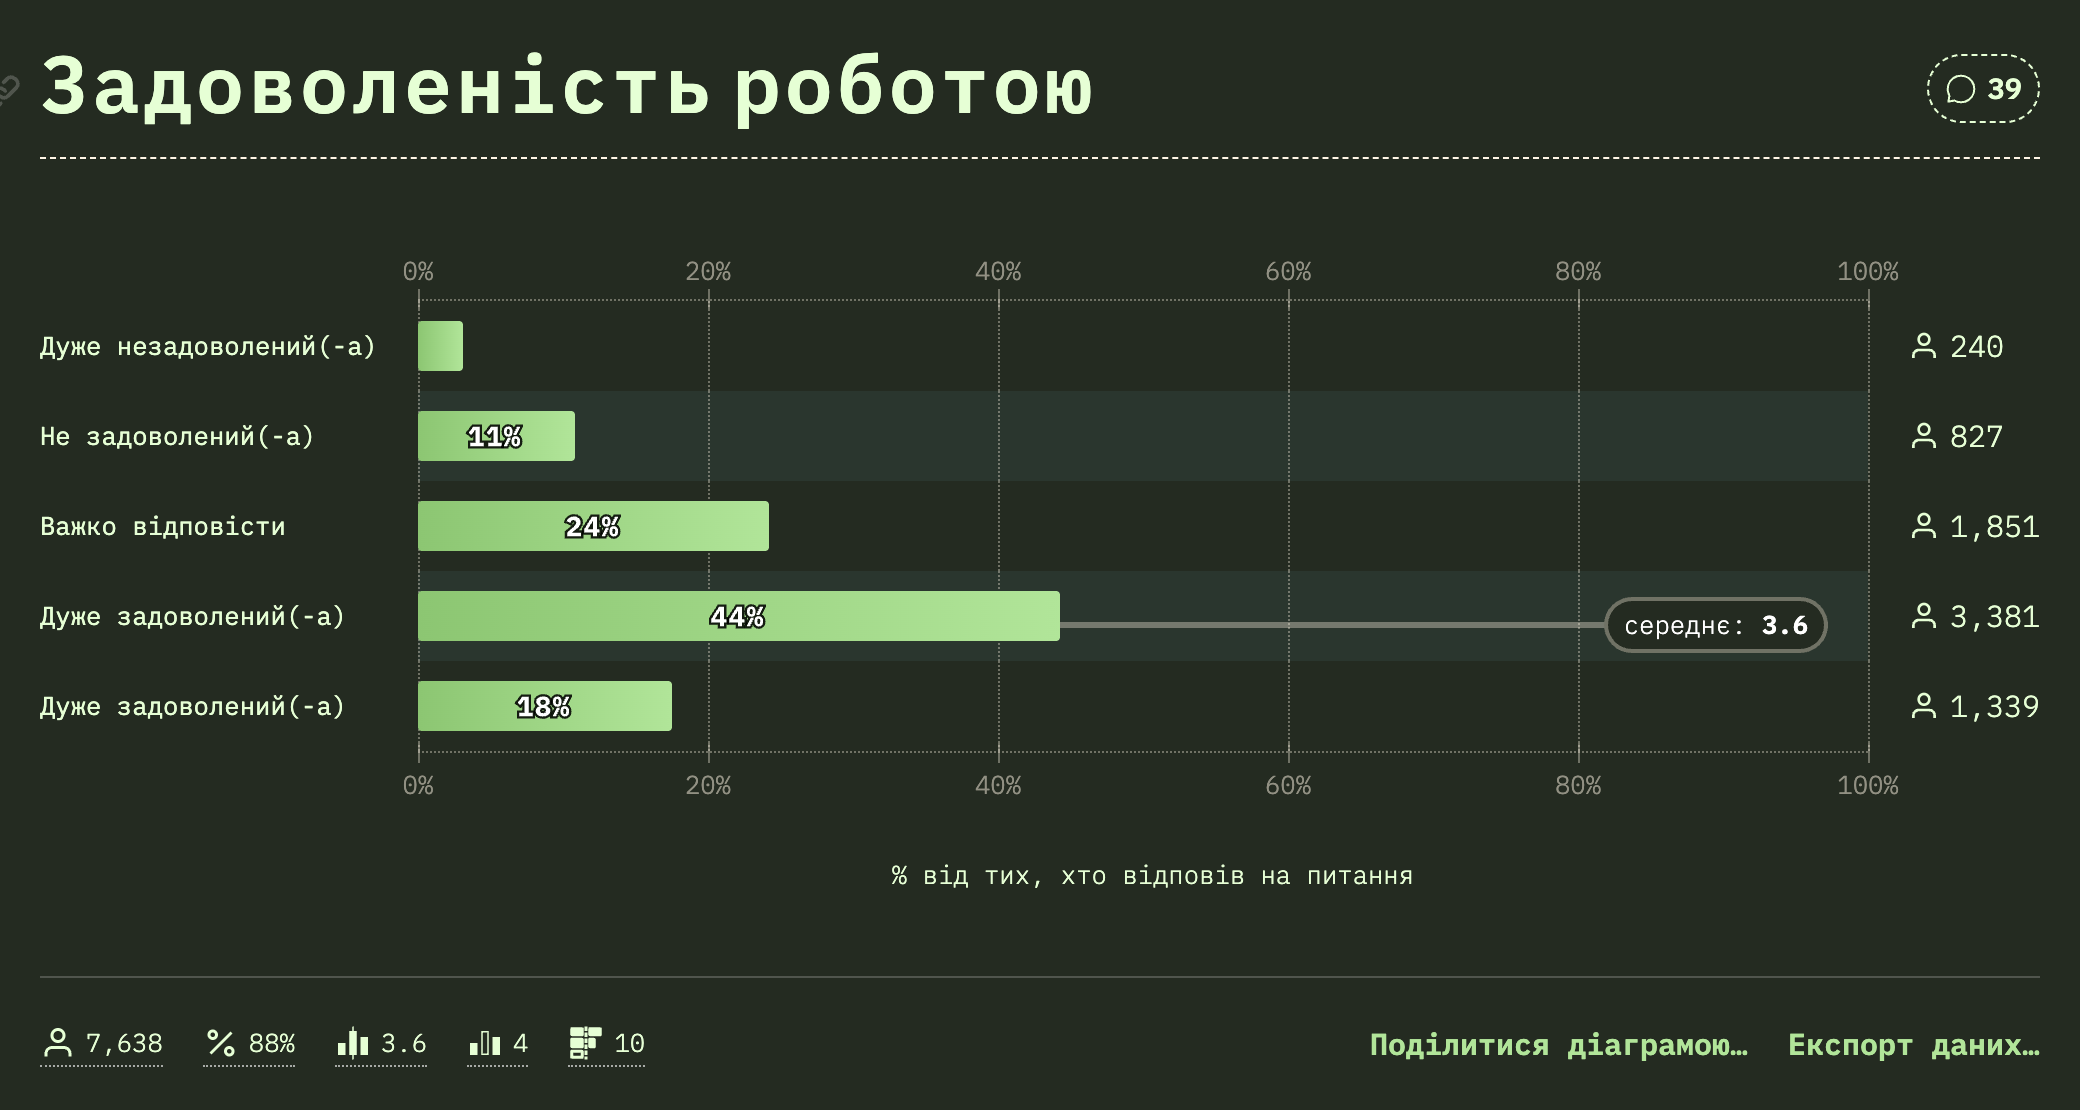 Задоволеність роботою
39
0% 20% 40% 60% 80% 100%
Дуже незадоволений(-а) 240
Не задоволений(-а) 11% 827
Важко відповісти 24% 1,851
Дуже задоволений(-а) 44% середнє: 3.6 3,381
Дуже задоволений(-а) 18% 1,339
0% 20% 40% 60% 80% 100%
% від тих, хто відповів на питання
7,638 88% 3.6 4 10 Поділитися діаграмою… Експорт даних…